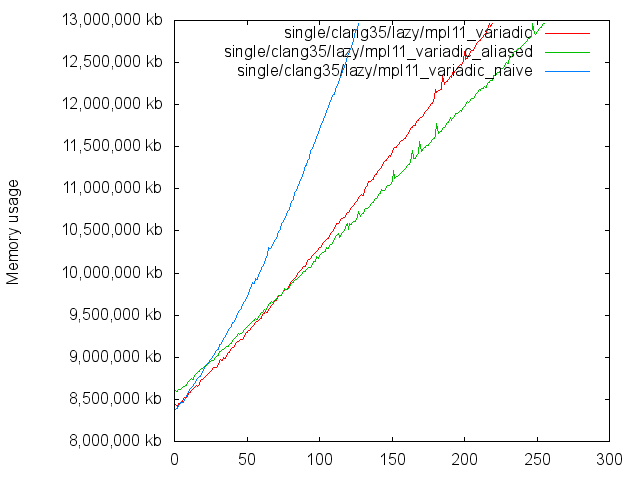 13,000,000 kb
12,500,000 kb
12,000,000 kb
11,500,000 kb
11,000,000 kb
10,500,000 kb
10,000,000 kb
9,500,000 kb
9,000,000 kb
8,500,000 kb
8,000,000 kb
Memory usage
single/clang35/lazy/mpl11_variadic
single/clang35/lazy/mpl11_variadic_aliased
single/clang35/lazy/mpl11_variadic_naive
0 50 100 150 200 250 300